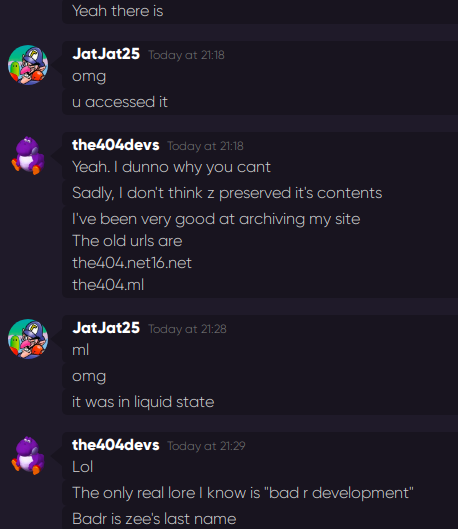 Yeah there is
JatJat25 Today at 21:18
omg
u accessed it
the404devs Today at 21:18
Yeah. I dunno why you cant
Sadly, I don't think z preserved it's contents
I've been very good at archiving my site
The old urls are
the404.net16.net
the404.ml
JatJat25 Today at 21:28
ml
omg
it was in liquid state
the404devs Today at 21:29
Lol
The only real lore I know is "bad r development"
Badr is zee's last name